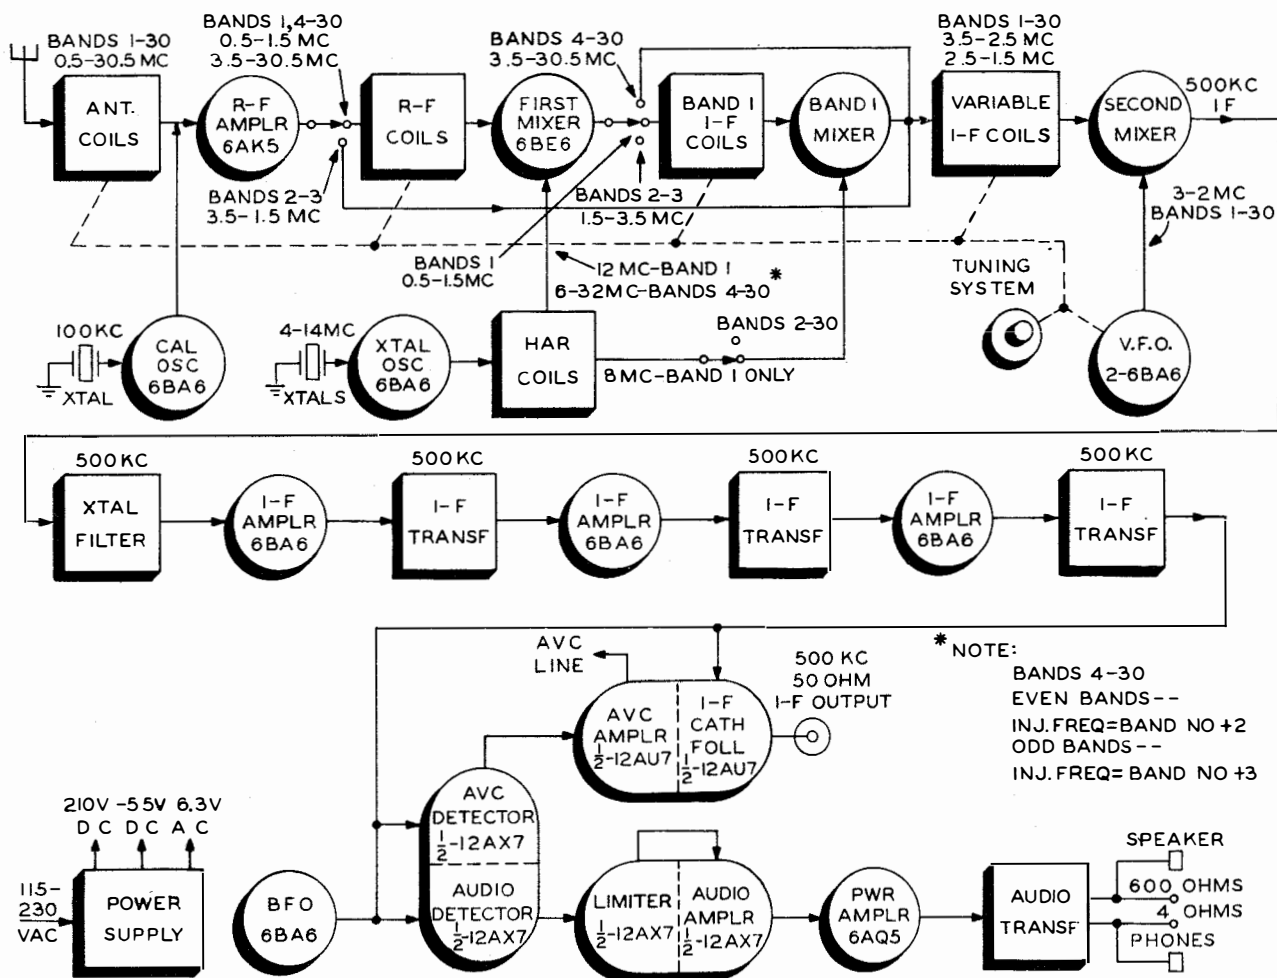 BANDS 1-30
0.5-30.5 MC
BANDS 1,4-30
0.5-1.5 MC
3.5-30.5 MC
BANDS 4-30
3.5-30.5 MC
BANDS 1-30
3.5-2.5 MC
2.5-1.5 MC
ANT.
COILS
R-F
AMPLR
6AK5
R-F
COILS
FIRST
MIXER
6BE6
BAND 1
I-F COILS
BAND 1
MIXER
VARIABLE
I-F COILS
SECOND
MIXER
500KC
IF
BANDS 2-3
3.5-1.5 MC
BANDS 2-3
1.5-3.5 MC
3-2 MC
BANDS 1-30
BANDS 1
0.5-1.5MC
12 MC-BAND 1
6-32MC-BANDS 4-30 *
TUNING
SYSTEM
100KC
XTAL
CAL
OSC
6BA6
4-14MC
XTALS
XTAL
OSC
6BA6
HAR
COILS
BANDS 2-30
8MC-BAND 1 ONLY
V.F.O.
2-6BA6
500 KC
XTAL
FILTER
I-F
AMPLR
6BA6
500KC
I-F
TRANSF
I-F
AMPLR
6BA6
500KC
I-F
TRANSF
I-F
AMPLR
6BA6
500KC
I-F
TRANSF
AVC
LINE
AVC
AMPLR
1/2-12AU7
I-F
CATH
FOLL
1/2-12AU7
500 KC
50 OHM
I-F OUTPUT
* NOTE:
BANDS 4-30
EVEN BANDS--
INJ.FREQ=BAND NO +2
ODD BANDS--
INJ.FREQ=BAND NO +3
210V -55V 6.3V
DC DC AC
115-
230
VAC
POWER
SUPPLY
BFO
6BA6
AVC
DETECTOR
1/2-12AX7
AUDIO
DETECTOR
1/2-12AX7
LIMITER
1/2-12AX7
AUDIO
AMPLR
1/2-12AX7
PWR
AMPLR
6AQ5
AUDIO
TRANSF
SPEAKER
600 OHMS
4 OHMS
PHONES